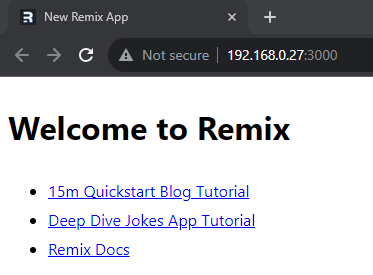 New Remix App
Not secure 192.168.0.27:3000
Welcome to Remix
15m Quickstart Blog Tutorial
Deep Dive Jokes App Tutorial
Remix Docs